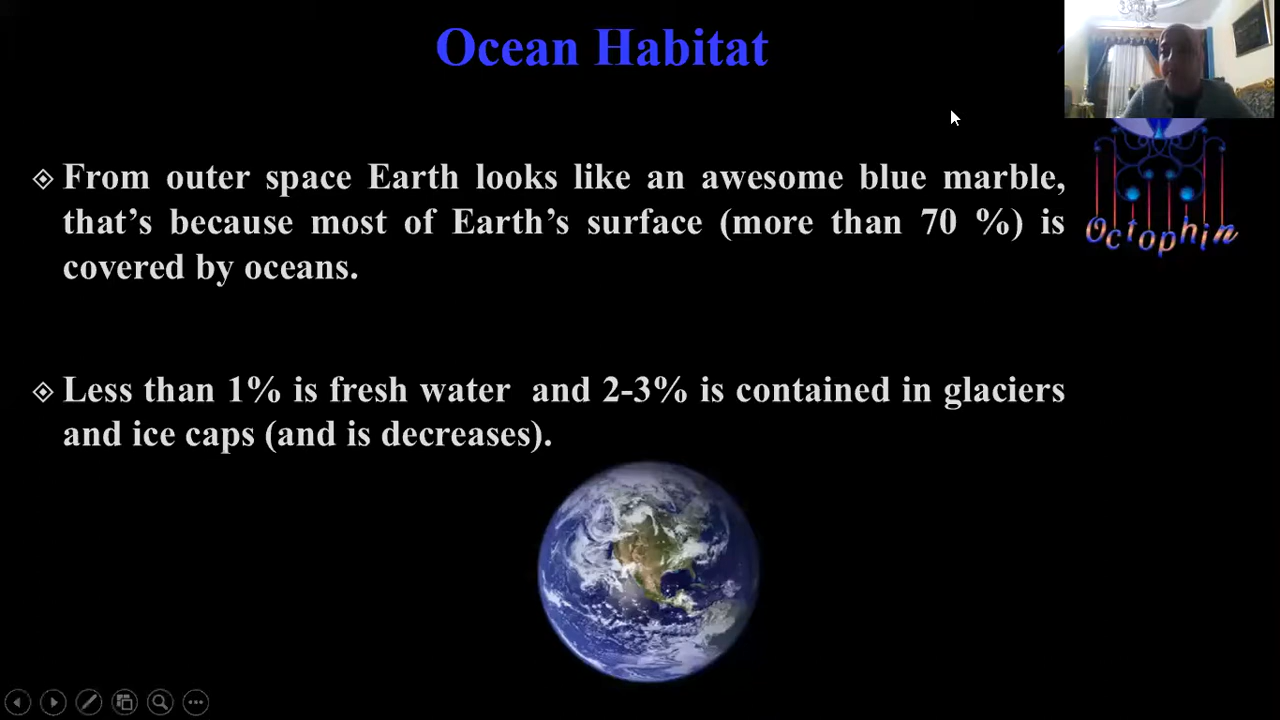 Ocean Habitat
From outer space Earth looks like an awesome blue marble,
that’s because most of Earth’s surface (more than 70 %) is
covered by oceans.
Octophin
Less than 1% is fresh water and 2-3% is contained in glaciers
and ice caps (and is decreases).